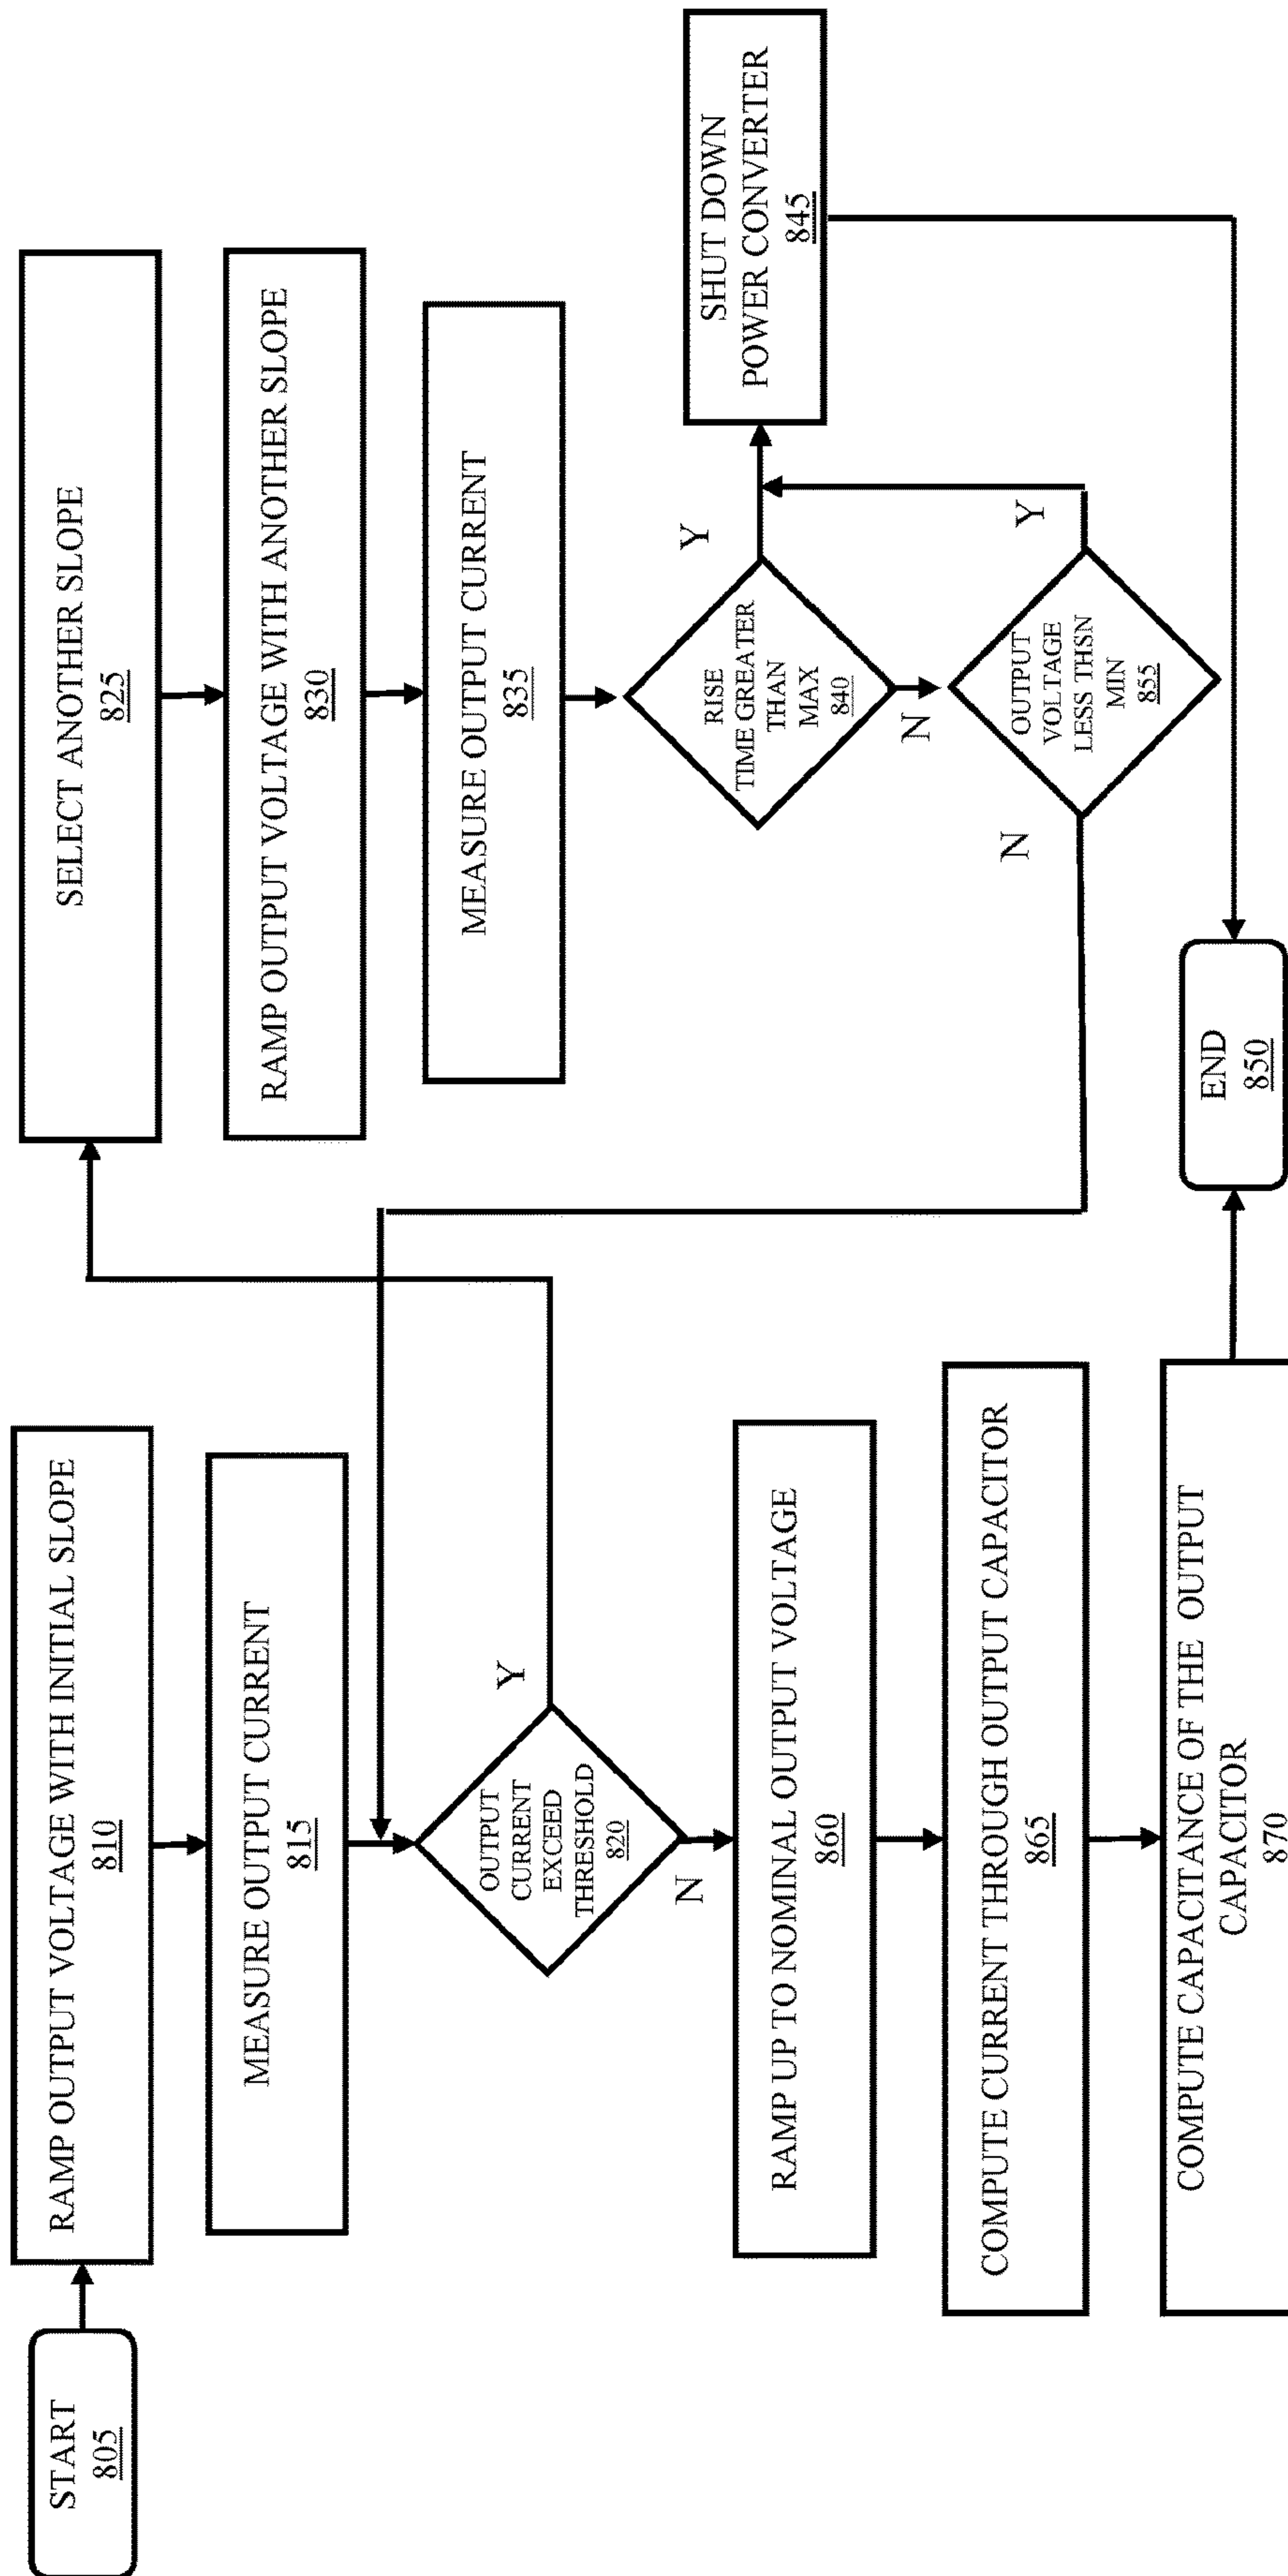 START
805
RAMP OUTPUT VOLTAGE WITH INITIAL SLOPE
810
MEASURE OUTPUT CURRENT
815
OUTPUT
CURRENT
EXCEED
THRESHOLD
820
Y
N
SELECT ANOTHER SLOPE
825
RAMP OUTPUT VOLTAGE WITH ANOTHER SLOPE
830
MEASURE OUTPUT CURRENT
835
RISE
TIME GREATER
THAN
MAX
840
Y
N
SHUT DOWN
POWER CONVERTER
845
OUTPUT
VOLTAGE
LESS THSN
MIN
855
Y
N
RAMP UP TO NOMINAL OUTPUT VOLTAGE
860
COMPUTE CURRENT THROUGH OUTPUT CAPACITOR
865
COMPUTE CAPACITANCE OF THE OUTPUT
CAPACITOR
870
END
850